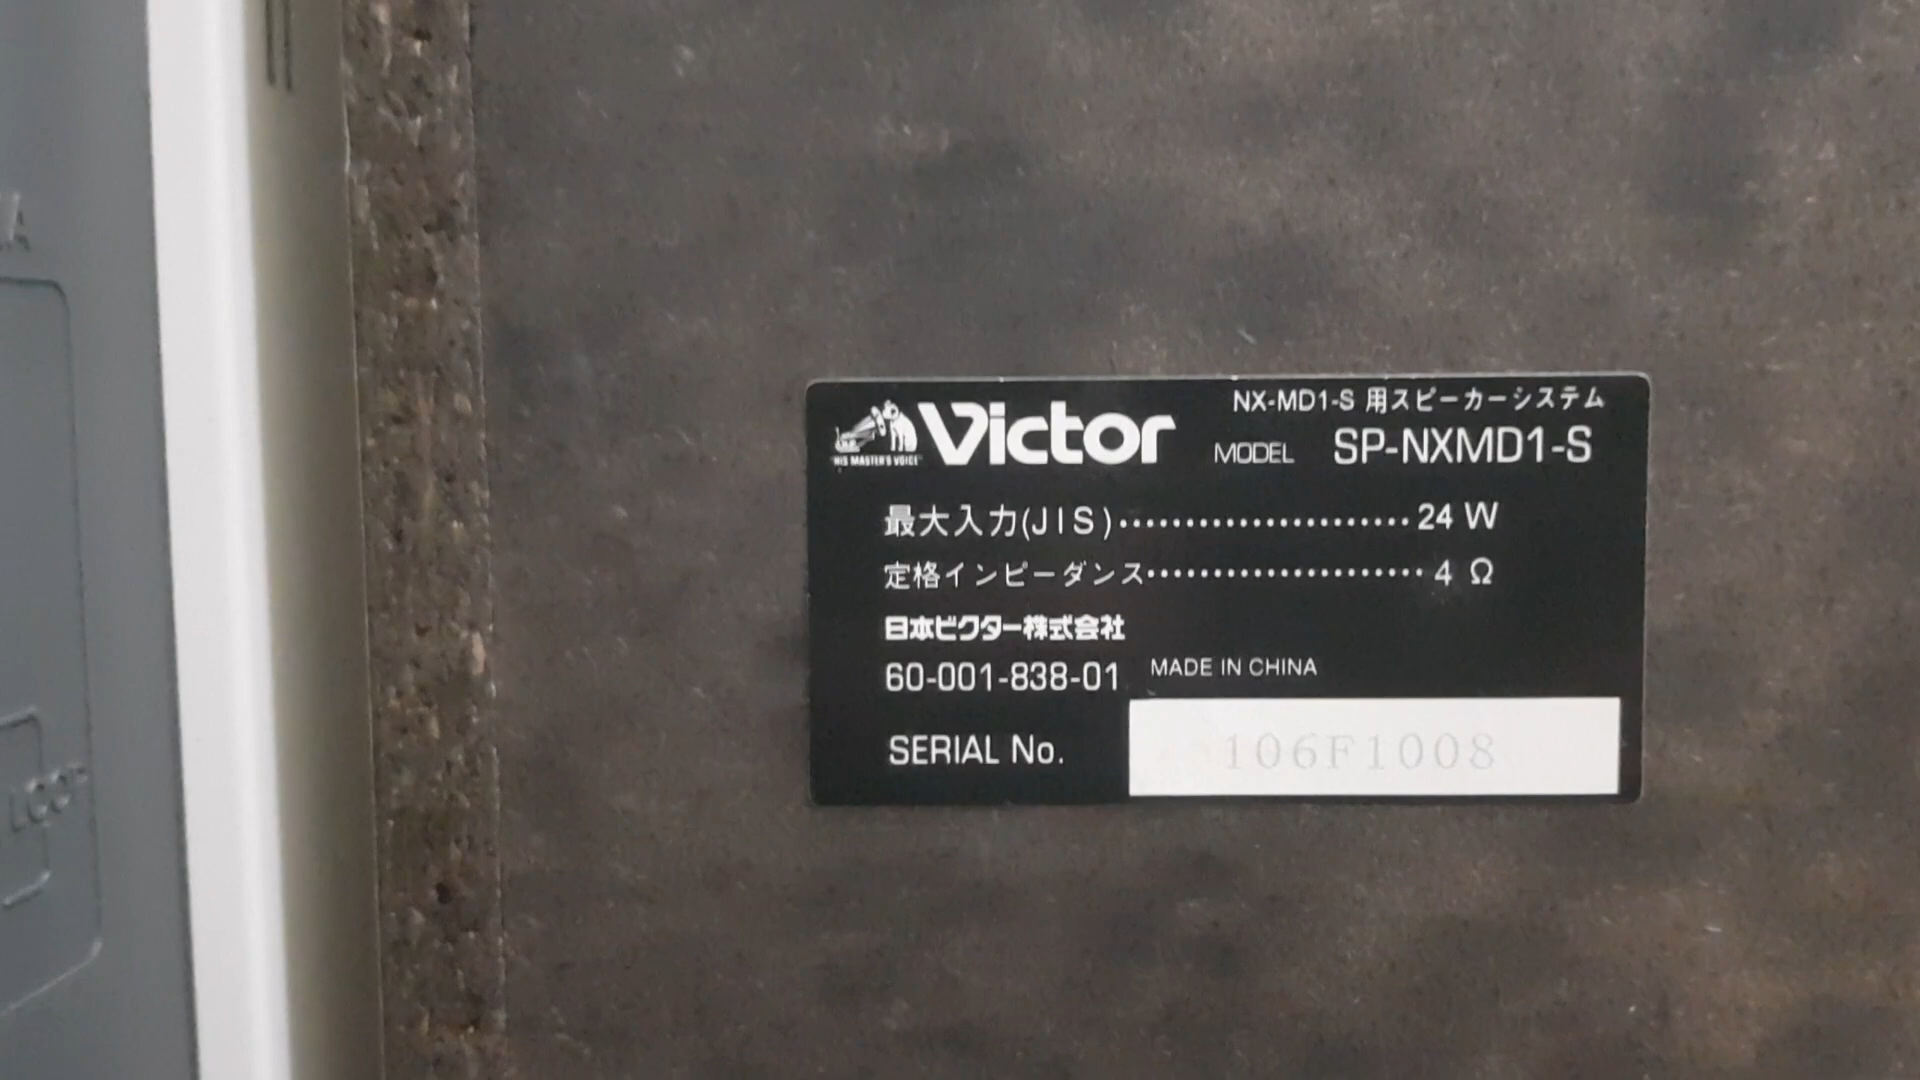 A
LOOP
HIS MASTER'S VOICE
Victor
NX-MD1-S 用スピーカーシステム
MODEL SP-NXMD1-S
最大入力(JIS)······················24 W
定格インピーダンス·····················4 Ω
日本ビクター株式会社
60-001-838-01 MADE IN CHINA
SERIAL No. 106F1008